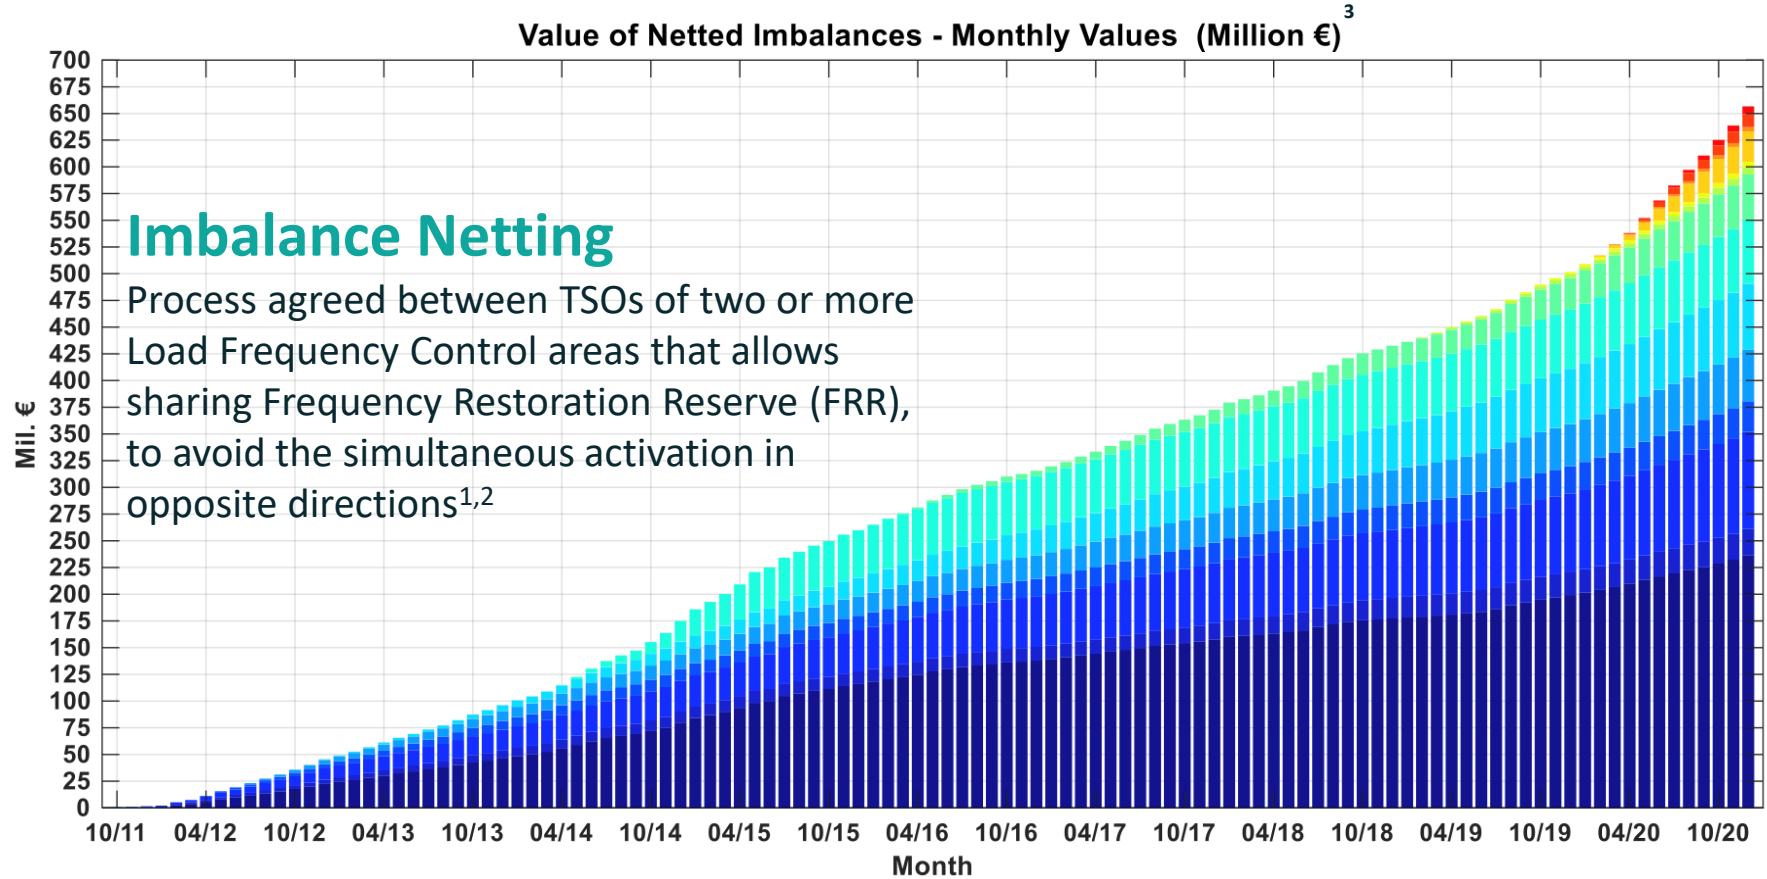 Value of Netted Imbalances - Monthly Values (Million €)³
700
675
650
625
600
575
550
525
500
475
450
425
400
375
350
325
300
275
250
225
200
175
150
125
100
75
50
25
0
Mil. €
Imbalance Netting
Process agreed between TSOs of two or more
Load Frequency Control areas that allows
sharing Frequency Restoration Reserve (FRR),
to avoid the simultaneous activation in
opposite directions¹,²
10/11 04/12 10/12 04/13 10/13 04/14 10/14 04/15 10/15 04/16 10/16 04/17 10/17 04/18 10/18 04/19 10/19 04/20 10/20
Month